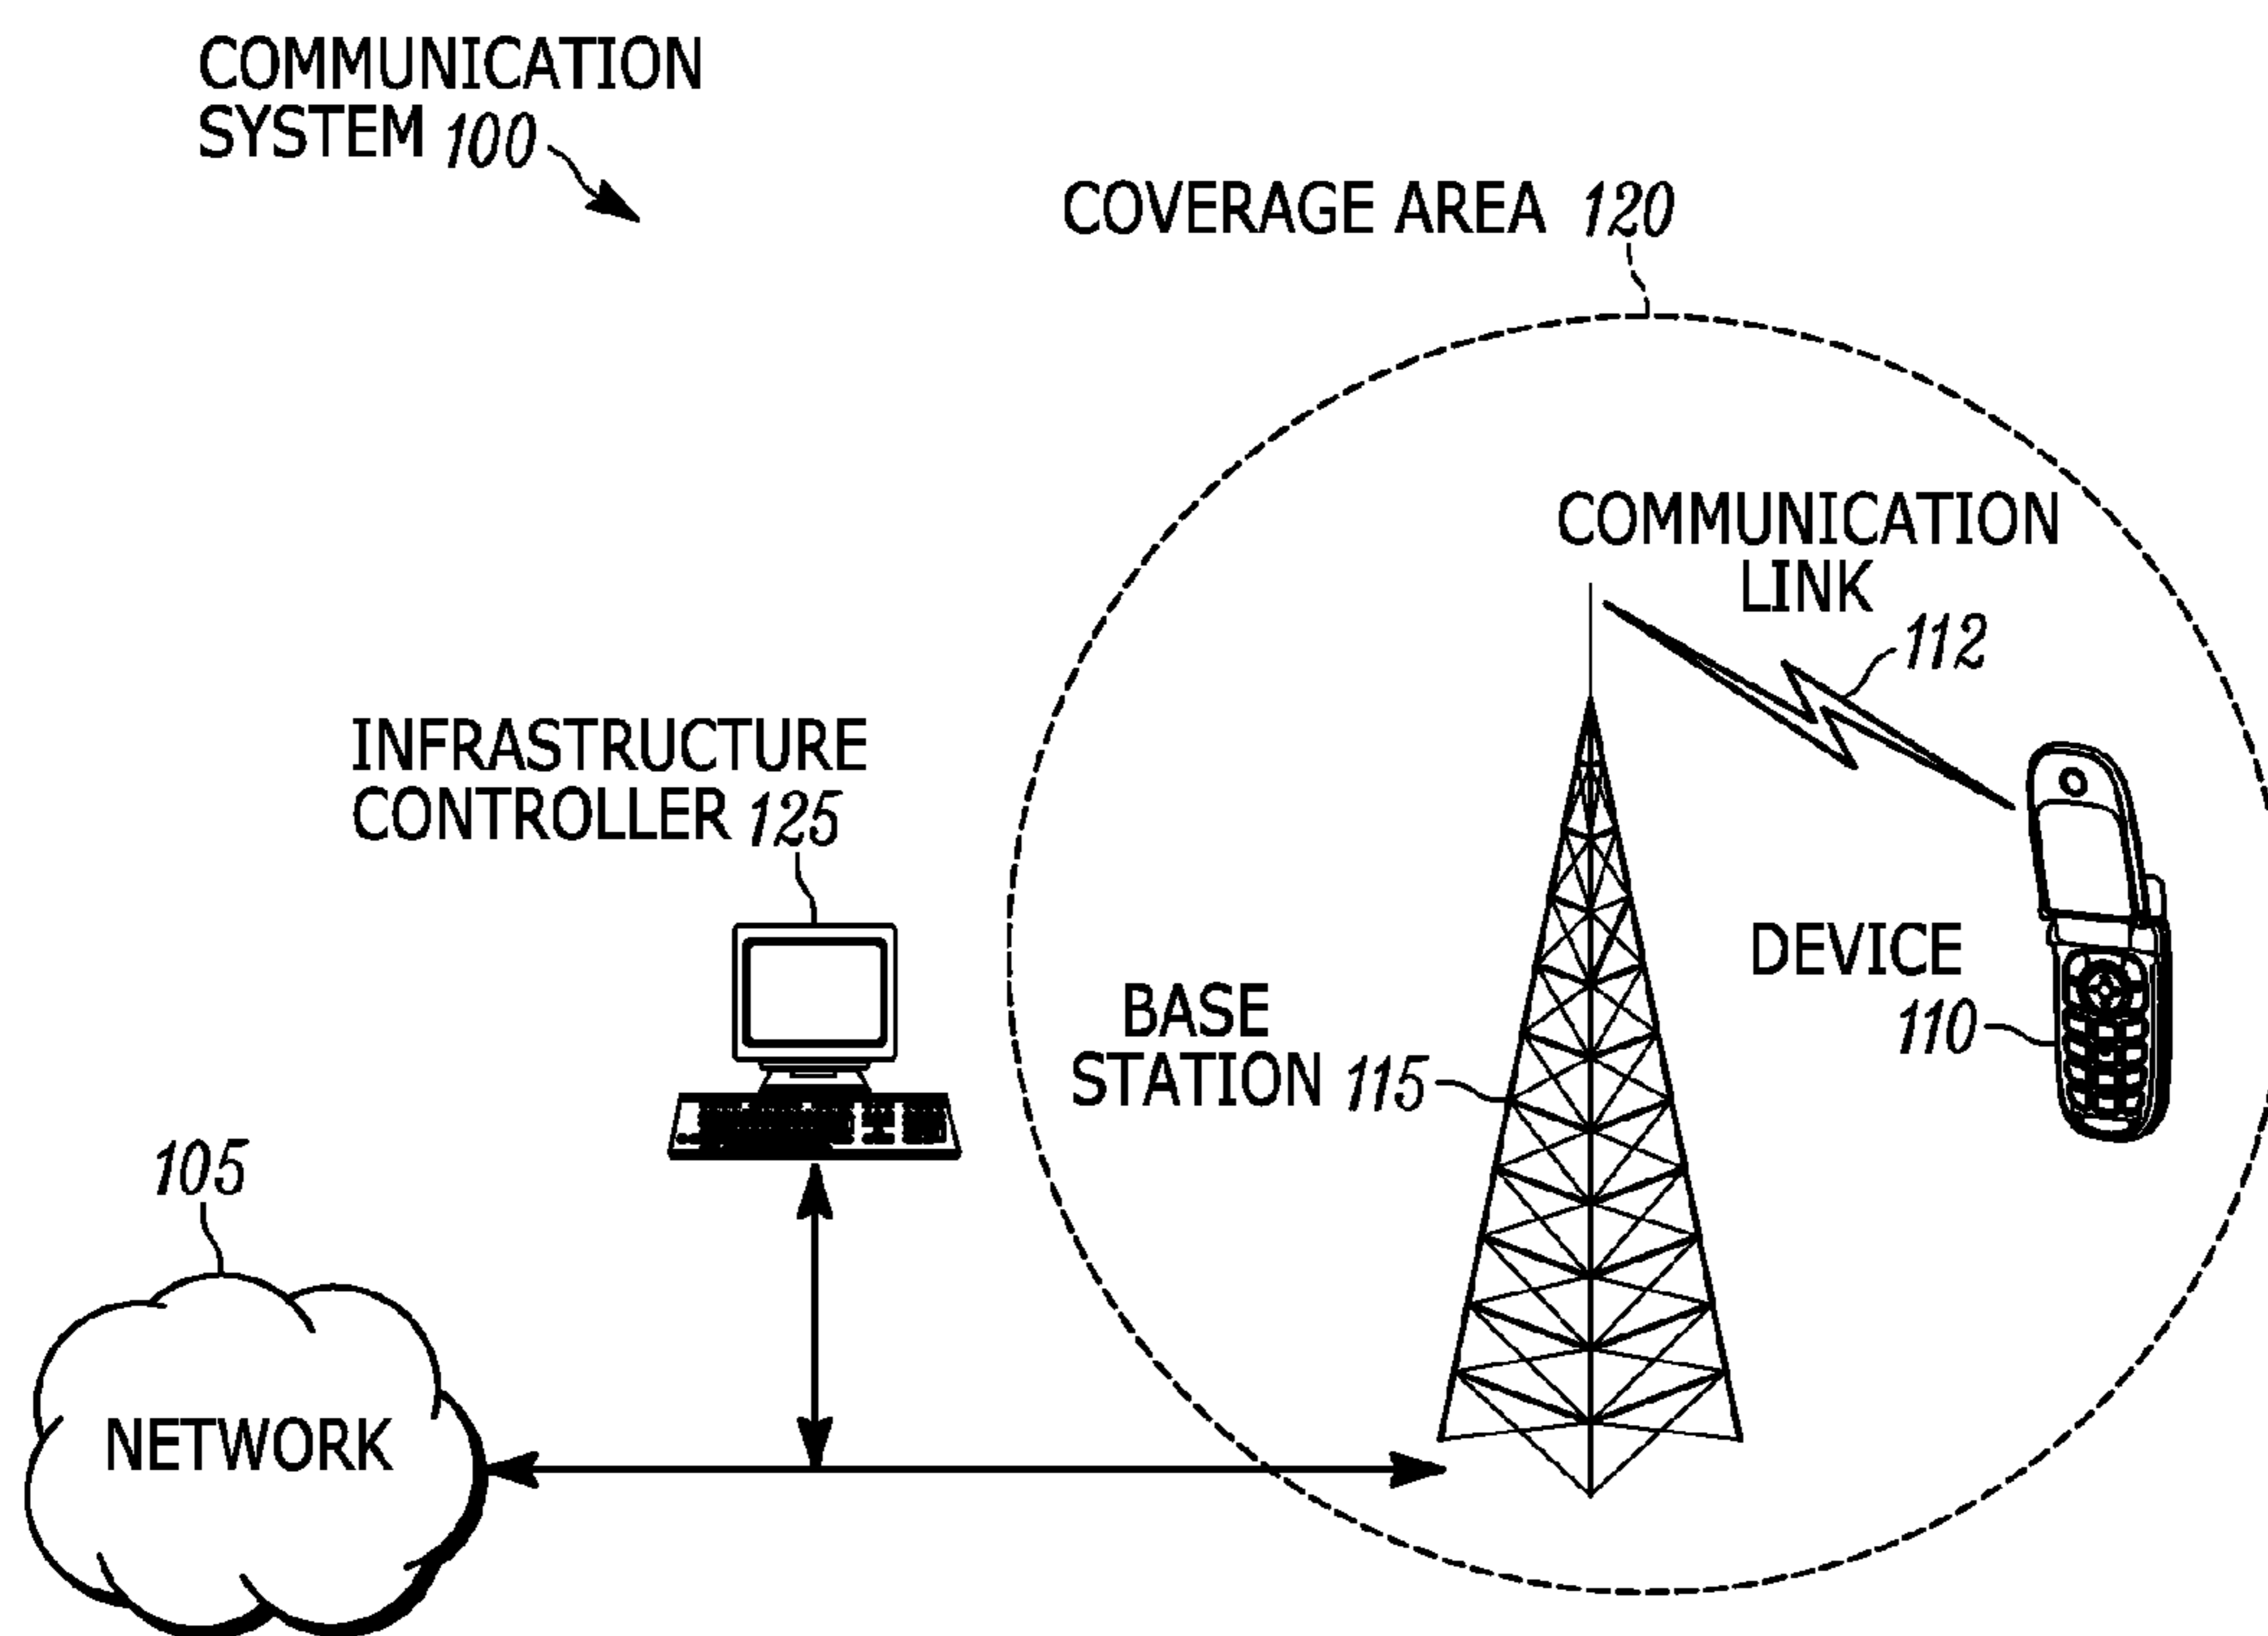 COMMUNICATION
SYSTEM 100
COVERAGE AREA 120
COMMUNICATION
LINK
112
INFRASTRUCTURE
CONTROLLER 125
DEVICE
110
BASE
STATION 115
105
NETWORK